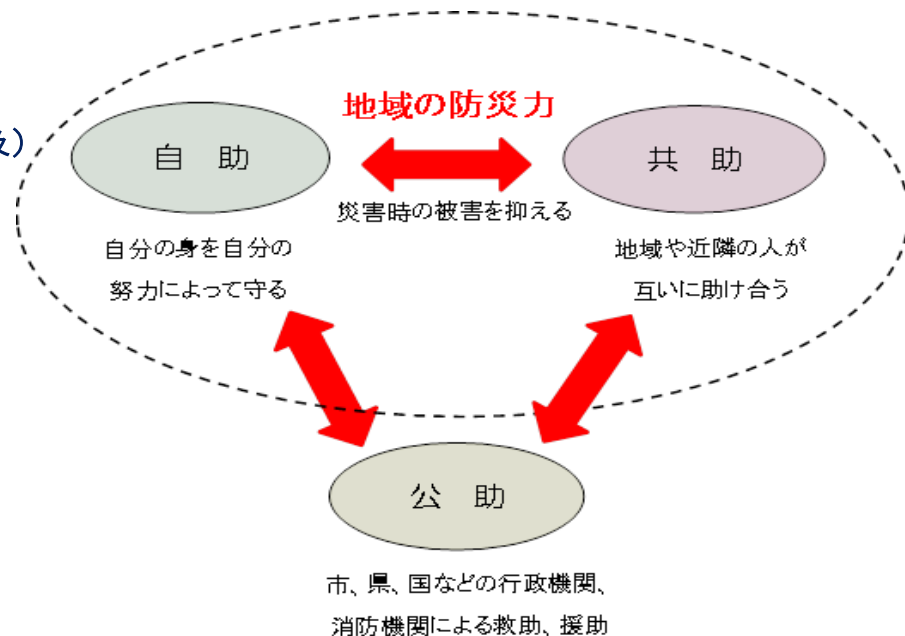 地域の防災力
自 助
共 助
災害時の被害を抑える
自分の身を自分の
努力によって守る
地域や近隣の人が
互いに助け合う
公 助
市、県、国などの行政機関、
消防機関による救助、援助